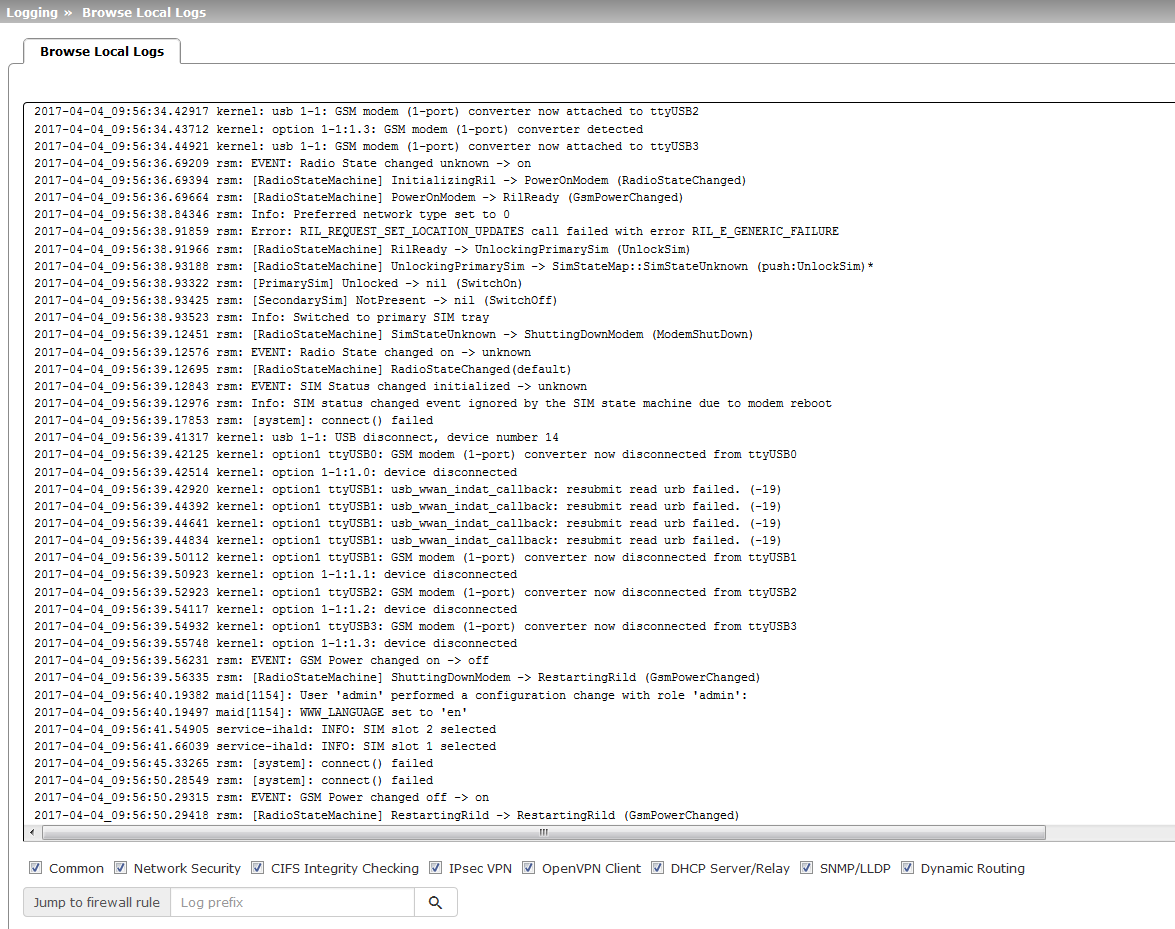 Logging » Browse Local Logs
Browse Local Logs
2017-04-04_09:56:34.42917 kernel: usb 1-1: GSM modem (1-port) converter now attached to ttyUSB2
2017-04-04_09:56:34.43712 kernel: option 1-1:1.3: GSM modem (1-port) converter detected
2017-04-04_09:56:34.44921 kernel: usb 1-1: GSM modem (1-port) converter now attached to ttyUSB3
2017-04-04_09:56:36.69209 rsm: EVENT: Radio State changed unknown -> on
2017-04-04_09:56:36.69394 rsm: [RadioStateMachine] InitializingRil -> PowerOnModem (RadioStateChanged)
2017-04-04_09:56:36.69664 rsm: [RadioStateMachine] PowerOnModem -> RilReady (GsmPowerChanged)
2017-04-04_09:56:38.84346 rsm: Info: Preferred network type set to 0
2017-04-04_09:56:38.91859 rsm: Error: RIL_REQUEST_SET_LOCATION_UPDATES call failed with error RIL_E_GENERIC_FAILURE
2017-04-04_09:56:38.91966 rsm: [RadioStateMachine] RilReady -> UnlockingPrimarySim (UnlockSim)
2017-04-04_09:56:38.93188 rsm: [RadioStateMachine] UnlockingPrimarySim -> SimStateMap::SimStateUnknown (push:UnlockSim)*
2017-04-04_09:56:38.93322 rsm: [PrimarySim] Unlocked -> nil (SwitchOn)
2017-04-04_09:56:38.93425 rsm: [SecondarySim] NotPresent -> nil (SwitchOff)
2017-04-04_09:56:38.93523 rsm: Info: Switched to primary SIM tray
2017-04-04_09:56:39.12451 rsm: [RadioStateMachine] SimStateUnknown -> ShuttingDownModem (ModemShutDown)
2017-04-04_09:56:39.12576 rsm: EVENT: Radio State changed on -> unknown
2017-04-04_09:56:39.12695 rsm: [RadioStateMachine] RadioStateChanged(default)
2017-04-04_09:56:39.12843 rsm: EVENT: SIM Status changed initialized -> unknown
2017-04-04_09:56:39.12976 rsm: Info: SIM status changed event ignored by the SIM state machine due to modem reboot
2017-04-04_09:56:39.17853 rsm: [system]: connect() failed
2017-04-04_09:56:39.41317 kernel: usb 1-1: USB disconnect, device number 14
2017-04-04_09:56:39.42125 kernel: option1 ttyUSB0: GSM modem (1-port) converter now disconnected from ttyUSB0
2017-04-04_09:56:39.42514 kernel: option 1-1:1.0: device disconnected
2017-04-04_09:56:39.42920 kernel: option1 ttyUSB1: usb_wwan_indat_callback: resubmit read urb failed. (-19)
2017-04-04_09:56:39.44392 kernel: option1 ttyUSB1: usb_wwan_indat_callback: resubmit read urb failed. (-19)
2017-04-04_09:56:39.44641 kernel: option1 ttyUSB1: usb_wwan_indat_callback: resubmit read urb failed. (-19)
2017-04-04_09:56:39.44834 kernel: option1 ttyUSB1: usb_wwan_indat_callback: resubmit read urb failed. (-19)
2017-04-04_09:56:39.50112 kernel: option1 ttyUSB1: GSM modem (1-port) converter now disconnected from ttyUSB1
2017-04-04_09:56:39.50923 kernel: option 1-1:1.1: device disconnected
2017-04-04_09:56:39.52923 kernel: option1 ttyUSB2: GSM modem (1-port) converter now disconnected from ttyUSB2
2017-04-04_09:56:39.54117 kernel: option 1-1:1.2: device disconnected
2017-04-04_09:56:39.54932 kernel: option1 ttyUSB3: GSM modem (1-port) converter now disconnected from ttyUSB3
2017-04-04_09:56:39.55748 kernel: option 1-1:1.3: device disconnected
2017-04-04_09:56:39.56231 rsm: EVENT: GSM Power changed on -> off
2017-04-04_09:56:39.56335 rsm: [RadioStateMachine] ShuttingDownModem -> RestartingRild (GsmPowerChanged)
2017-04-04_09:56:40.19382 maid[1154]: User 'admin' performed a configuration change with role 'admin':
2017-04-04_09:56:40.19497 maid[1154]: WWW_LANGUAGE set to 'en'
2017-04-04_09:56:41.54905 service-ihald: INFO: SIM slot 2 selected
2017-04-04_09:56:41.66039 service-ihald: INFO: SIM slot 1 selected
2017-04-04_09:56:45.33265 rsm: [system]: connect() failed
2017-04-04_09:56:50.28549 rsm: [system]: connect() failed
2017-04-04_09:56:50.29315 rsm: EVENT: GSM Power changed off -> on
2017-04-04_09:56:50.29418 rsm: [RadioStateMachine] RestartingRild -> RestartingRild (GsmPowerChanged)
Common Network Security CIFS Integrity Checking IPsec VPN OpenVPN Client DHCP Server/Relay SNMP/LLDP Dynamic Routing
Jump to firewall rule Log prefix